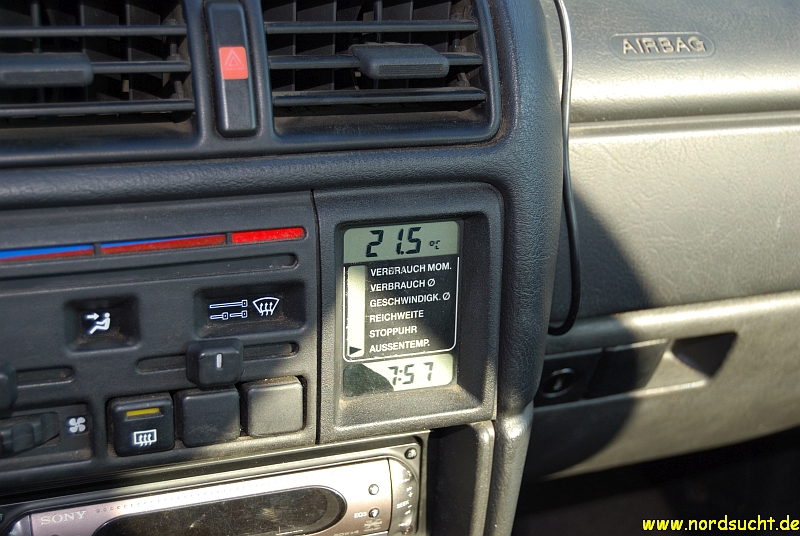 AIRBAG
21.5 °C
VERBRAUCH MOM.
VERBRAUCH Ø
GESCHWINDIGK. Ø
REICHWEITE
STOPPUHR
AUSSENTEMP.
7:57
SONY
www.nordsucht.de